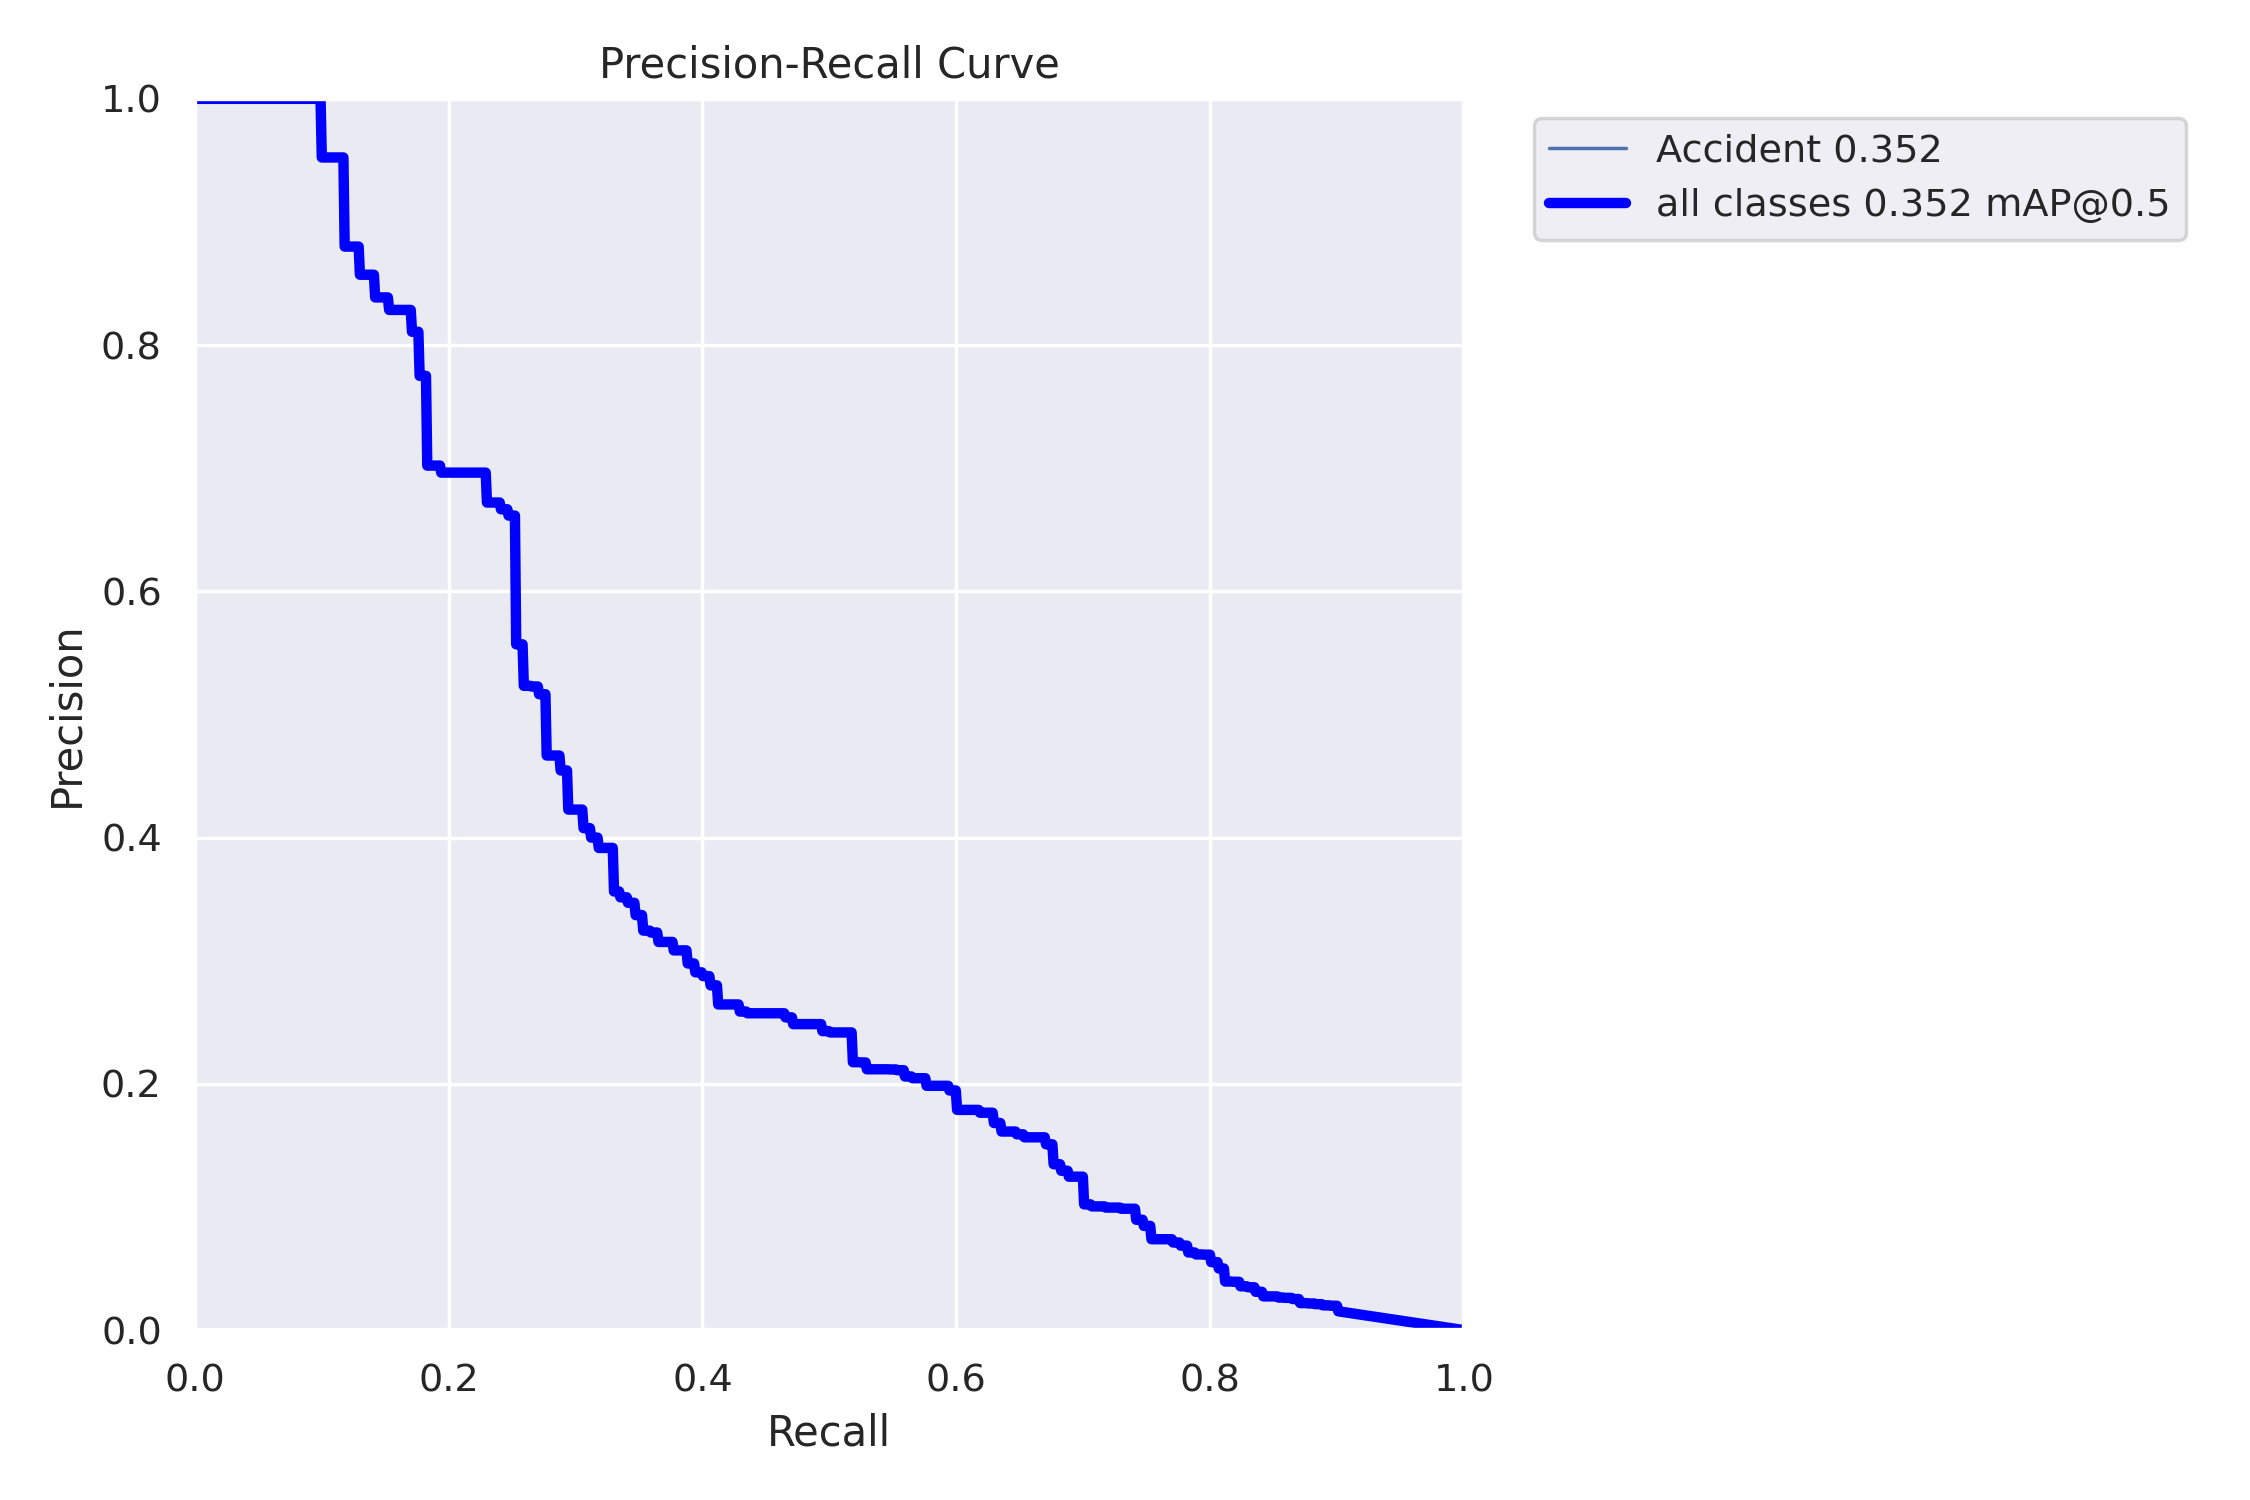 Precision-Recall Curve
1.0
0.8
0.6
0.4
0.2
0.0
Precision
0.0 0.2 0.4 0.6 0.8 1.0
Recall
Accident 0.352
all classes 0.352 mAP@0.5